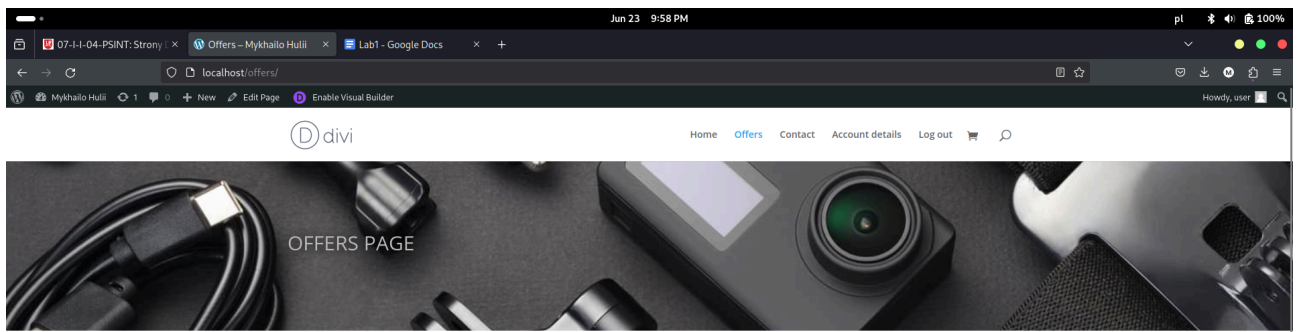 Jun 23 9:58 PM
pl 100%
07-I-I-04-PSINT: Strony
Offers – Mykhailo Hulii
Lab1 - Google Docs
localhost/offers/
M
Mykhailo Hulii 1 0 New Edit Page D Enable Visual Builder
Howdy, user
D divi
Home Offers Contact Account details Log out
OFFERS PAGE